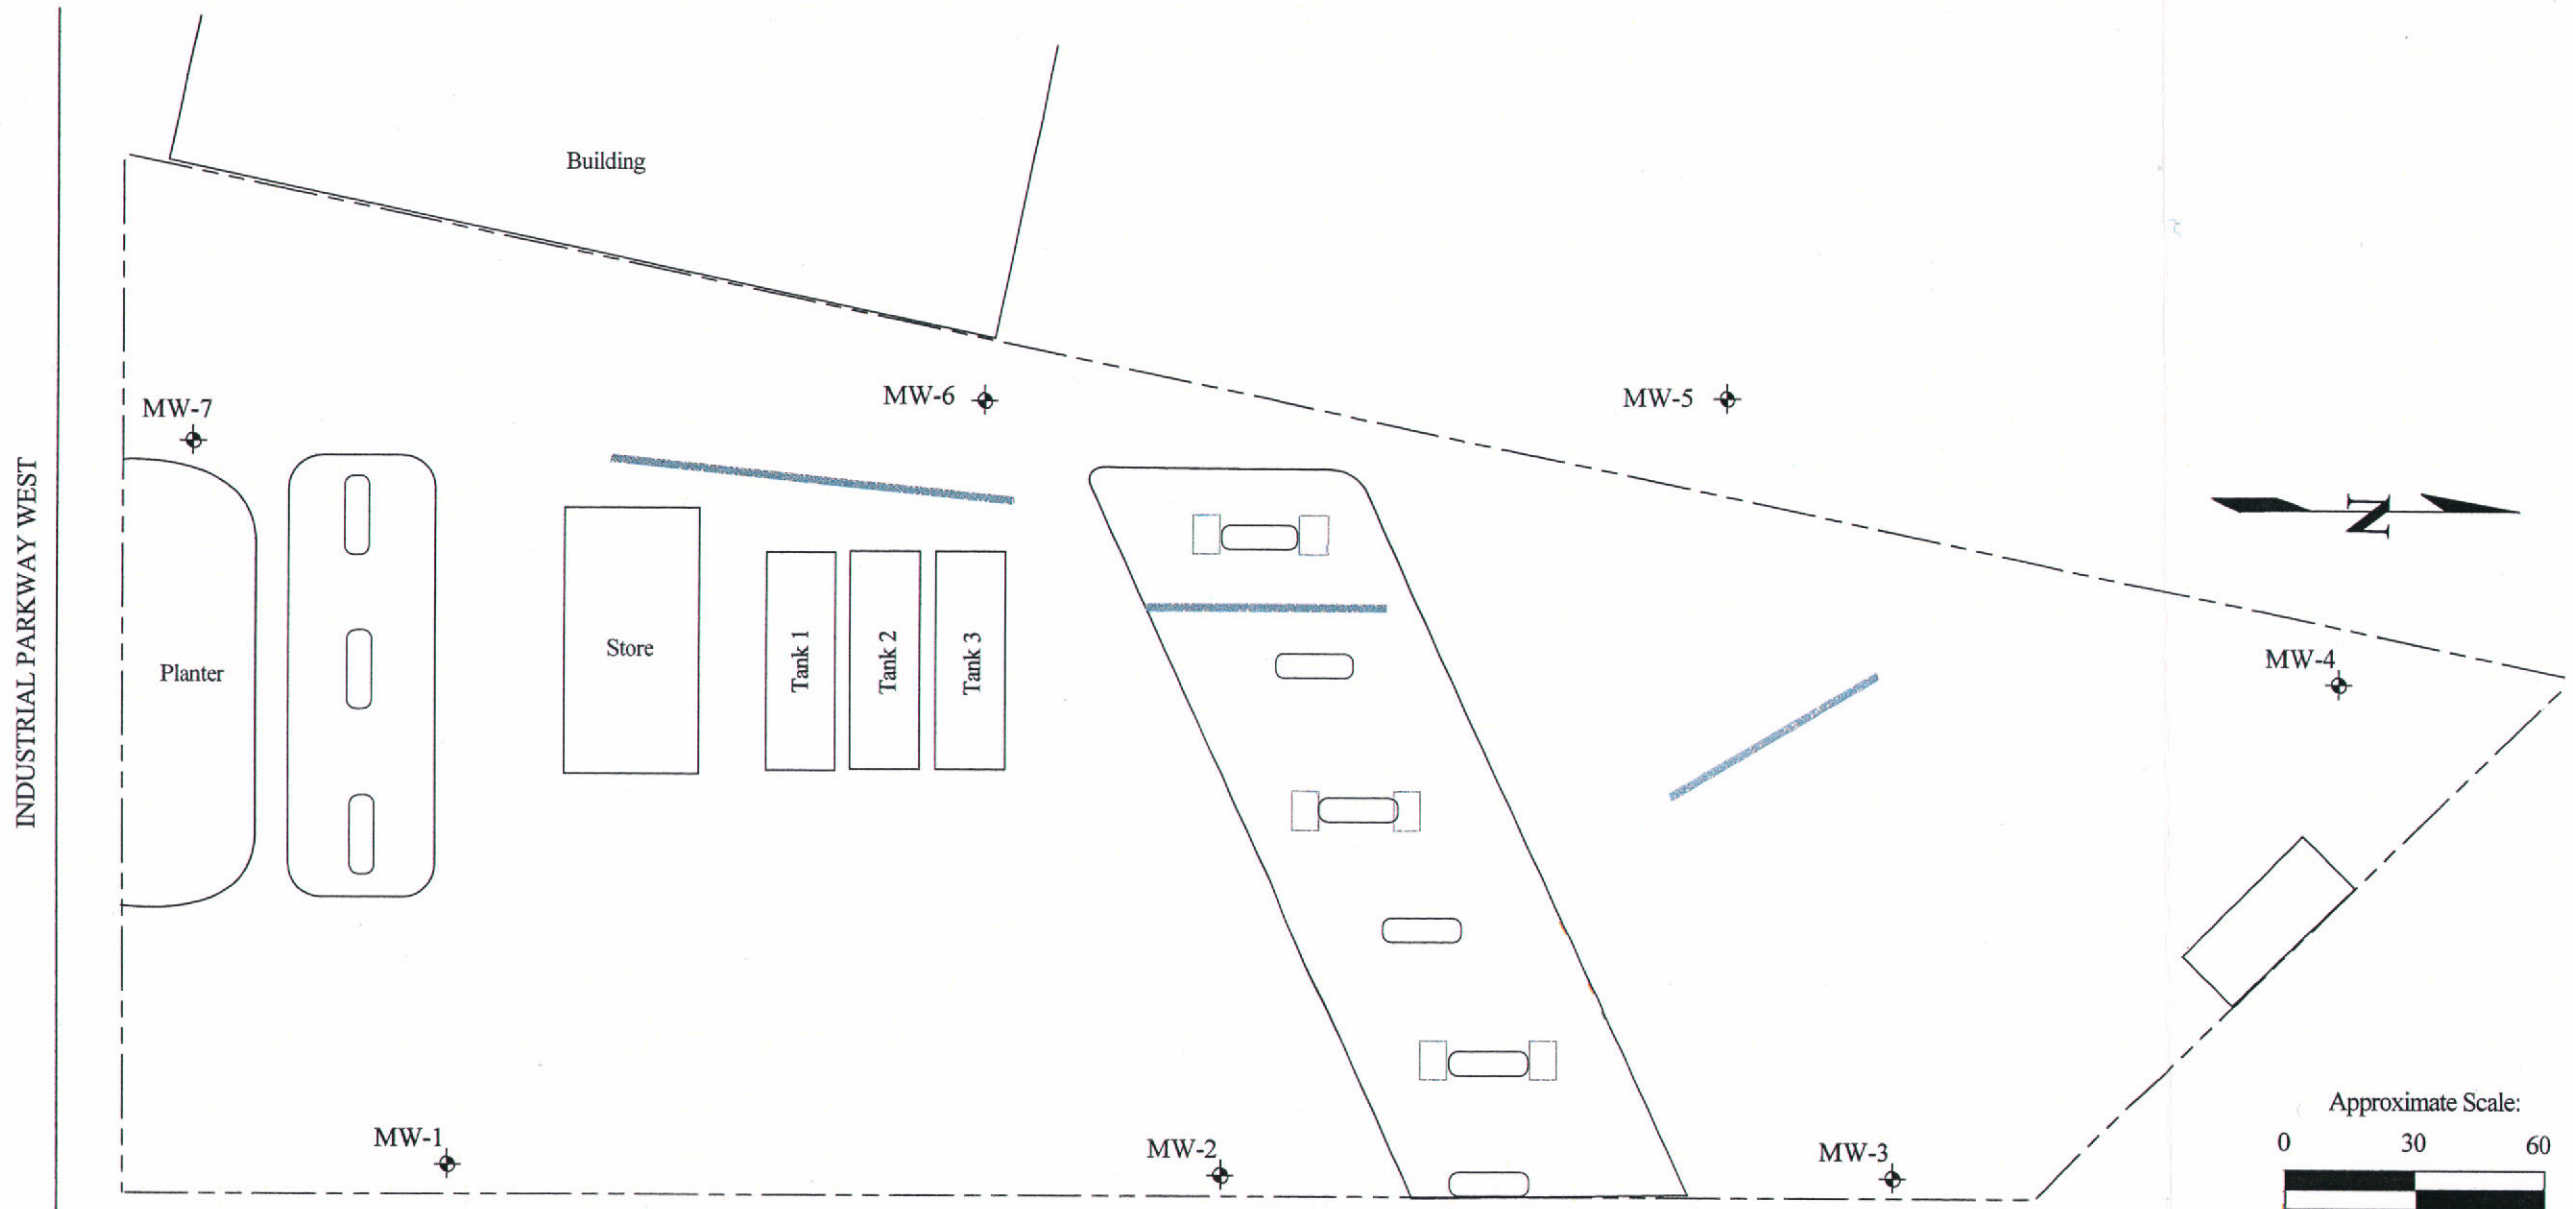 Building
MW-7
MW-6
MW-5
INDUSTRIAL PARKWAY WEST
N
Planter
Store
Tank 1
Tank 2
Tank 3
MW-4
MW-1
MW-2
MW-3
Approximate Scale:
0 30 60